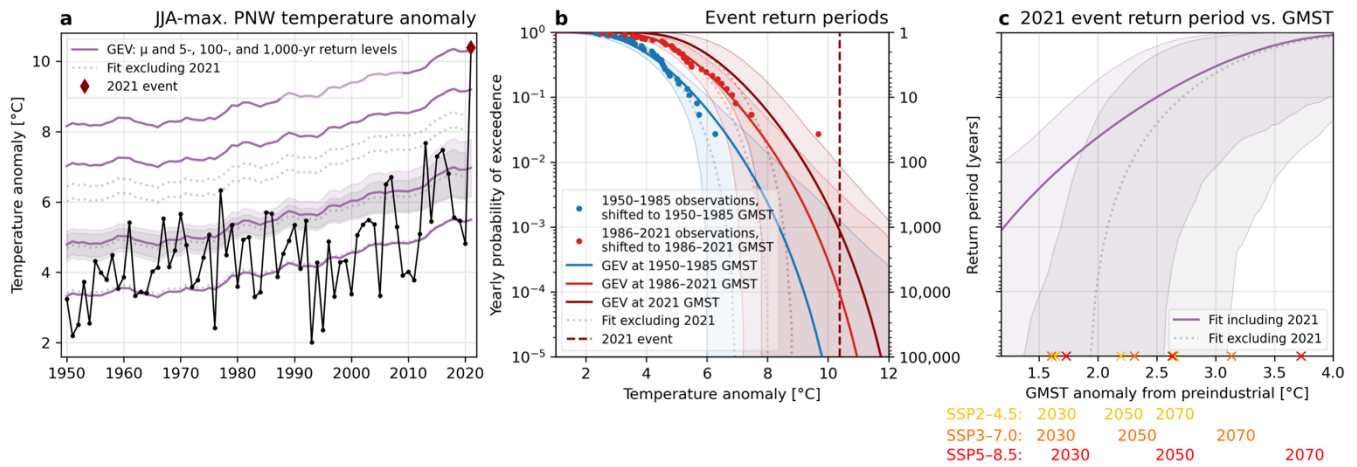 a
JJA-max. PNW temperature anomaly
GEV: μ and 5-, 100-, and 1,000-yr return levels
Fit excluding 2021
2021 event
Temperature anomaly [°C]
10
8
6
4
2
1950 1960 1970 1980 1990 2000 2010 2020
b
Event return periods
Yearly probability of exceedence
10⁰
10⁻¹
10⁻²
10⁻³
10⁻⁴
10⁻⁵
1950–1985 observations,
shifted to 1950–1985 GMST
1986–2021 observations,
shifted to 1986–2021 GMST
GEV at 1950–1985 GMST
GEV at 1986–2021 GMST
GEV at 2021 GMST
Fit excluding 2021
2021 event
2 4 6 8 10 12
Temperature anomaly [°C]
1
10
100
1,000
10,000
100,000
Return period [years]
c
2021 event return period vs. GMST
Fit including 2021
Fit excluding 2021
1.5 2.0 2.5 3.0 3.5 4.0
GMST anomaly from preindustrial [°C]
SSP2–4.5: 2030 2050 2070
SSP3–7.0: 2030 2050 2070
SSP5–8.5: 2030 2050 2070